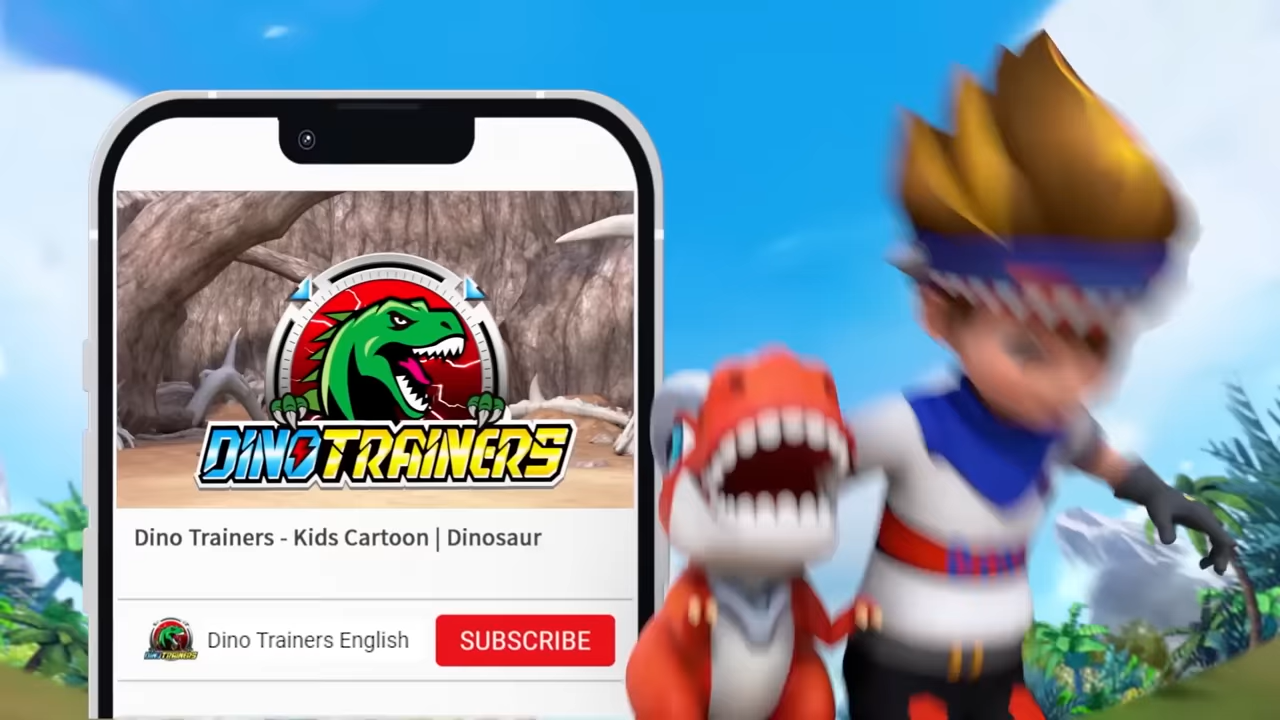 DINOTRAINERS
Dino Trainers - Kids Cartoon | Dinosaur
Dino Trainers English
SUBSCRIBE